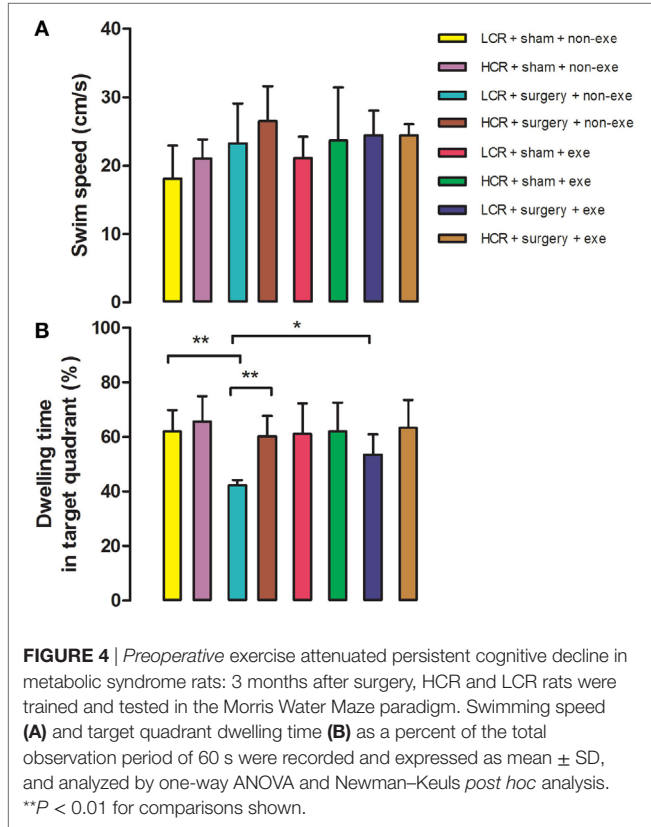 A
Swim speed (cm/s)
40
30
20
10
0
LCR + sham + non-exe
HCR + sham + non-exe
LCR + surgery + non-exe
HCR + surgery + non-exe
LCR + sham + exe
HCR + sham + exe
LCR + surgery + exe
HCR + surgery + exe
B
Dwelling time
in target quadrant (%)
100
80
60
40
20
0
**
*
**
FIGURE 4 | Preoperative exercise attenuated persistent cognitive decline in
metabolic syndrome rats: 3 months after surgery, HCR and LCR rats were
trained and tested in the Morris Water Maze paradigm. Swimming speed
(A) and target quadrant dwelling time (B) as a percent of the total
observation period of 60 s were recorded and expressed as mean ± SD,
and analyzed by one-way ANOVA and Newman–Keuls post hoc analysis.
**P < 0.01 for comparisons shown.